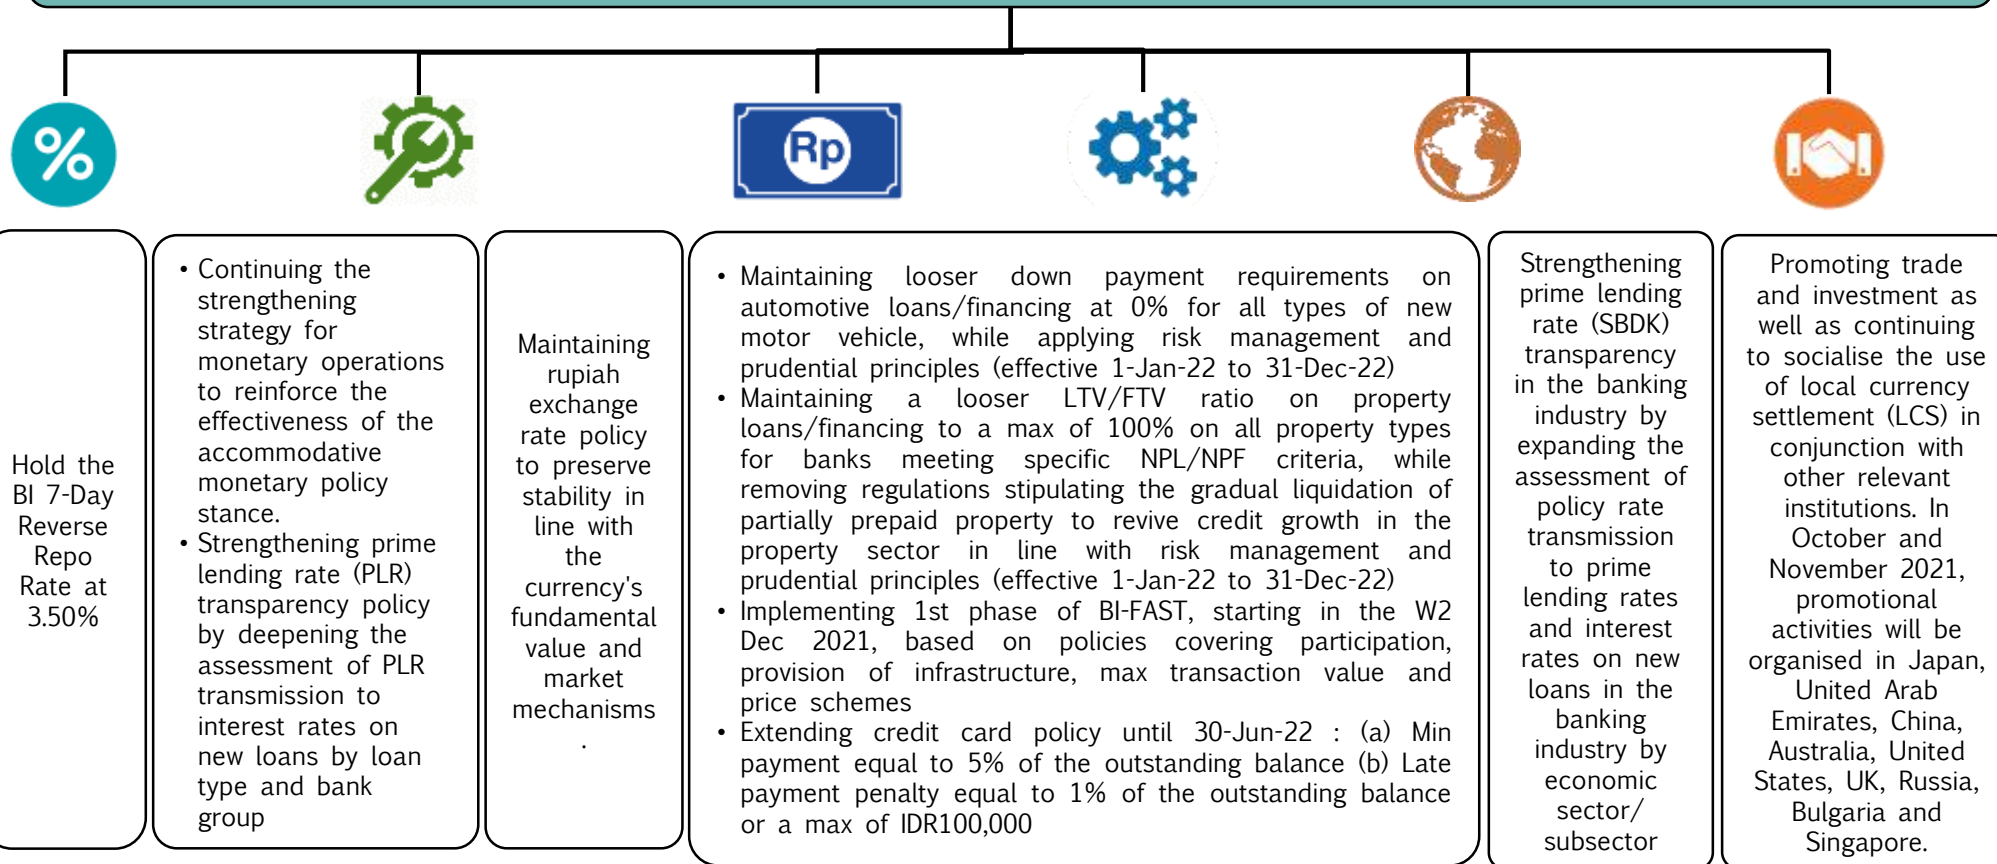 %
Rp
Hold the
BI 7-Day
Reverse
Repo
Rate at
3.50%
• Continuing the
strengthening
strategy for
monetary operations
to reinforce the
effectiveness of the
accommodative
monetary policy
stance.
• Strengthening prime
lending rate (PLR)
transparency policy
by deepening the
assessment of PLR
transmission to
interest rates on
new loans by loan
type and bank
group
Maintaining
rupiah
exchange
rate policy
to preserve
stability in
line with
the
currency's
fundamental
value and
market
mechanisms
.
• Maintaining looser down payment requirements on
automotive loans/financing at 0% for all types of new
motor vehicle, while applying risk management and
prudential principles (effective 1-Jan-22 to 31-Dec-22)
• Maintaining a looser LTV/FTV ratio on property
loans/financing to a max of 100% on all property types
for banks meeting specific NPL/NPF criteria, while
removing regulations stipulating the gradual liquidation of
partially prepaid property to revive credit growth in the
property sector in line with risk management and
prudential principles (effective 1-Jan-22 to 31-Dec-22)
• Implementing 1st phase of BI-FAST, starting in the W2
Dec 2021, based on policies covering participation,
provision of infrastructure, max transaction value and
price schemes
• Extending credit card policy until 30-Jun-22 : (a) Min
payment equal to 5% of the outstanding balance (b) Late
payment penalty equal to 1% of the outstanding balance
or a max of IDR100,000
Strengthening
prime lending
rate (SBDK)
transparency
in the banking
industry by
expanding the
assessment of
policy rate
transmission
to prime
lending rates
and interest
rates on new
loans in the
banking
industry by
economic
sector/
subsector
Promoting trade
and investment as
well as continuing
to socialise the use
of local currency
settlement (LCS) in
conjunction with
other relevant
institutions. In
October and
November 2021,
promotional
activities will be
organised in Japan,
United Arab
Emirates, China,
Australia, United
States, UK, Russia,
Bulgaria and
Singapore.